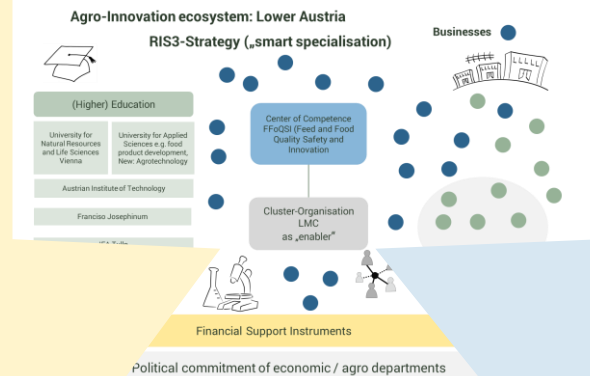 Agro-Innovation ecosystem: Lower Austria
RIS3-Strategy („smart specialisation)
Businesses
(Higher) Education
University for
Natural Resources
and Life Sciences
Vienna
University for Applied
Sciences e.g. food
product development,
New: Agrotechnology
Austrian Institute of Technology
Franciso Josephinum
Center of Competence
FFoQSI (Feed and Food
Quality Safety and
Innovation
Cluster-Organisation
LMC
as „enabler"
Financial Support Instruments
Political commitment of economic / agro departments